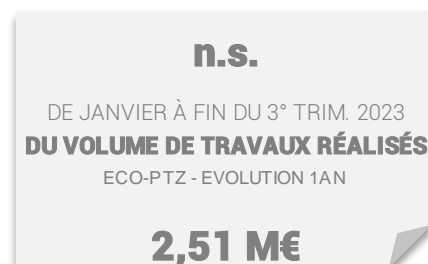 n.s.
DE JANVIER À FIN DU 3° TRIM. 2023
DU VOLUME DE TRAVAUX RÉALISÉS
ECO-PTZ - EVOLUTION 1AN
2,51 M€